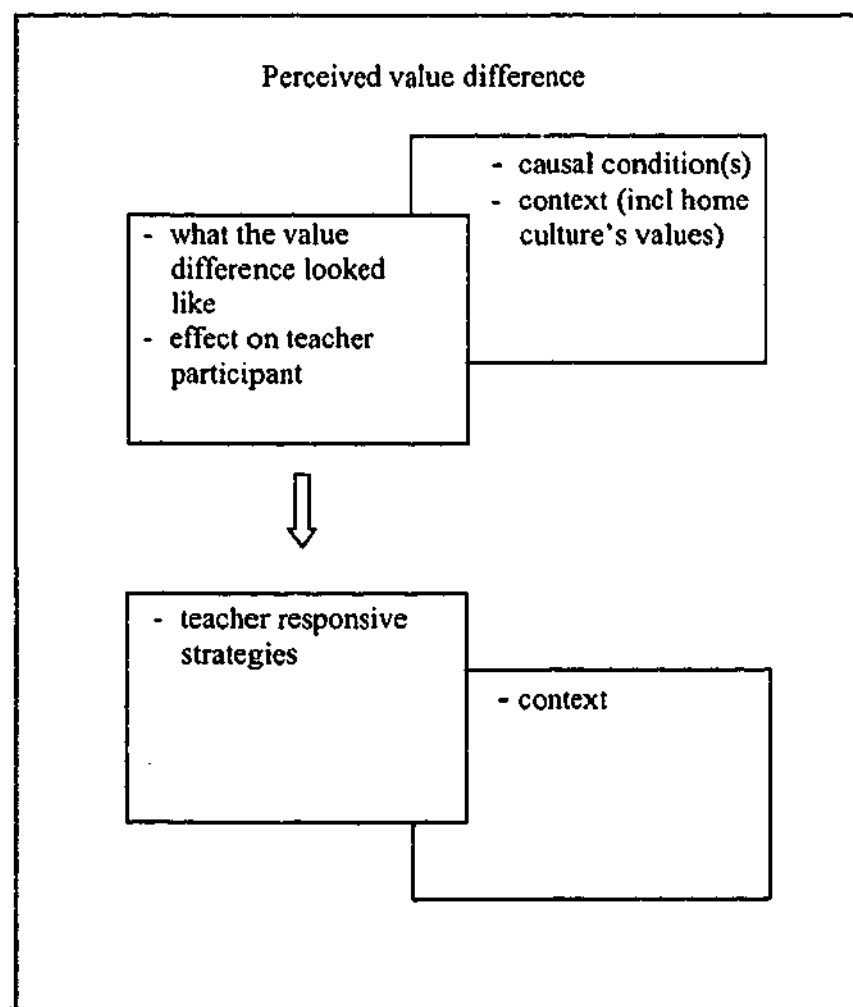 Perceived value difference
- causal condition(s)
- context (incl home
culture's values)
- what the value
difference looked
like
- effect on teacher
participant
- teacher responsive
strategies
- context